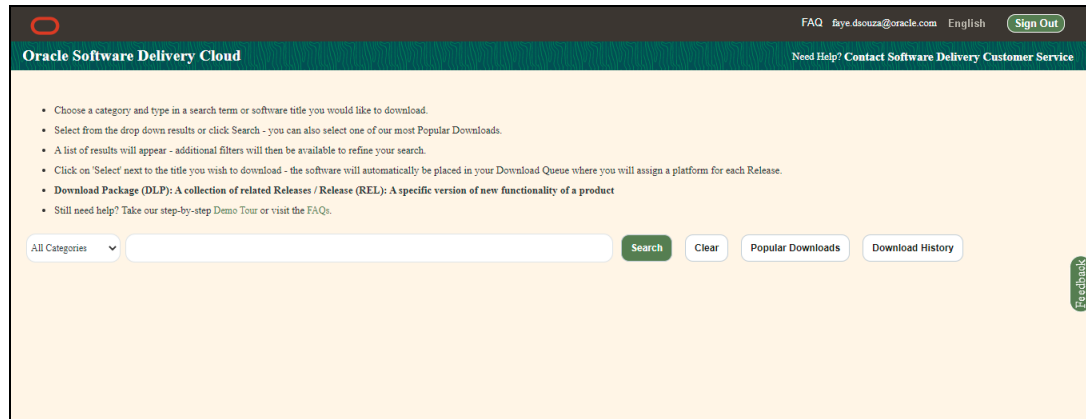 FAQ faye.dsouza@oracle.com English Sign Out
Oracle Software Delivery Cloud
Need Help? Contact Software Delivery Customer Service
Choose a category and type in a search term or software title you would like to download.
Select from the drop down results or click Search - you can also select one of our most Popular Downloads.
A list of results will appear - additional filters will then be available to refine your search.
Click on 'Select' next to the title you wish to download - the software will automatically be placed in your Download Queue where you will assign a platform for each Release.
Download Package (DLP): A collection of related Releases / Release (REL): A specific version of new functionality of a product
Still need help? Take our step-by-step Demo Tour or visit the FAQs.
All Categories Search Clear Popular Downloads Download History
Feedback